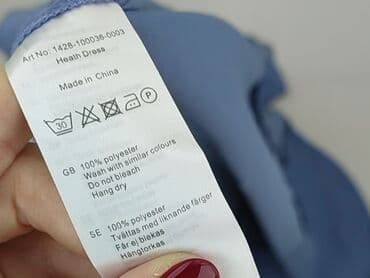 Art No: 1428-100036-0003
Heath Dress
Made in China
30 P
GB 100% polyester
Wash with similar colours
Do not bleach
Hang dry
SE 100% polyester
Tvättas med liknande färger
Får ej blekas
Hängtorkas